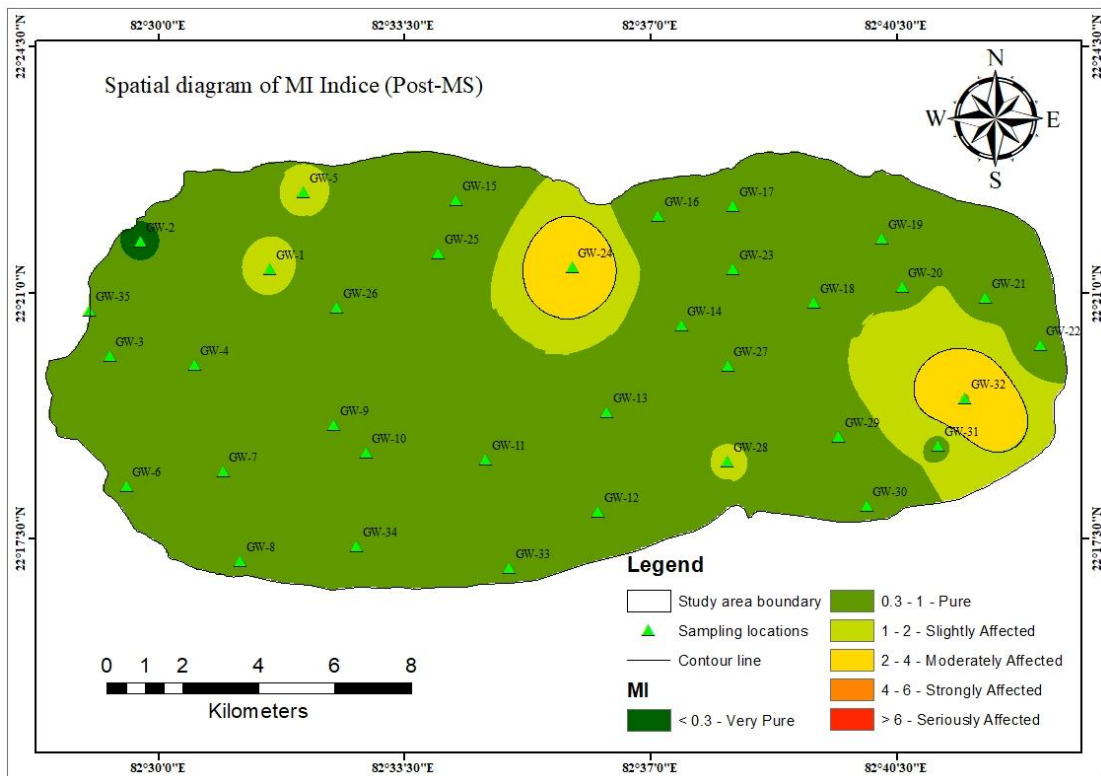 82°30'0"E 82°33'30"E 82°37'0"E 82°40'30"E
22°24'30"N 22°24'30"N
Spatial diagram of MI Indice (Post-MS)
N
W E
S
GW-5
GW-15
GW-17
GW-16
GW-2
GW-19
GW-25
GW-1
GW-24
GW-23
22°21'0"N 22°21'0"N
GW-20
GW-21
GW-18
GW-35
GW-26
GW-14
GW-22
GW-3
GW-4
GW-27
GW-32
GW-13
GW-9
GW-29
GW-31
GW-10
GW-11
GW-28
GW-7
GW-6
GW-30
GW-12
22°17'30"N 22°17'30"N
GW-34
GW-8
GW-33
Legend
Study area boundary
Sampling locations
Contour line
MI
< 0.3 - Very Pure
0.3 - 1 - Pure
1 - 2 - Slightly Affected
2 - 4 - Moderately Affected
4 - 6 - Strongly Affected
> 6 - Seriously Affected
0 1 2 4 6 8
Kilometers
82°30'0"E 82°33'30"E 82°37'0"E 82°40'30"E